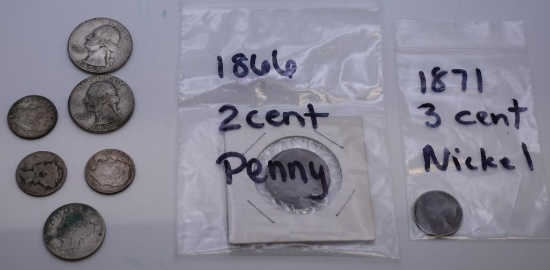 1866
2 cent
Penny
1871
3 cent
Nickel